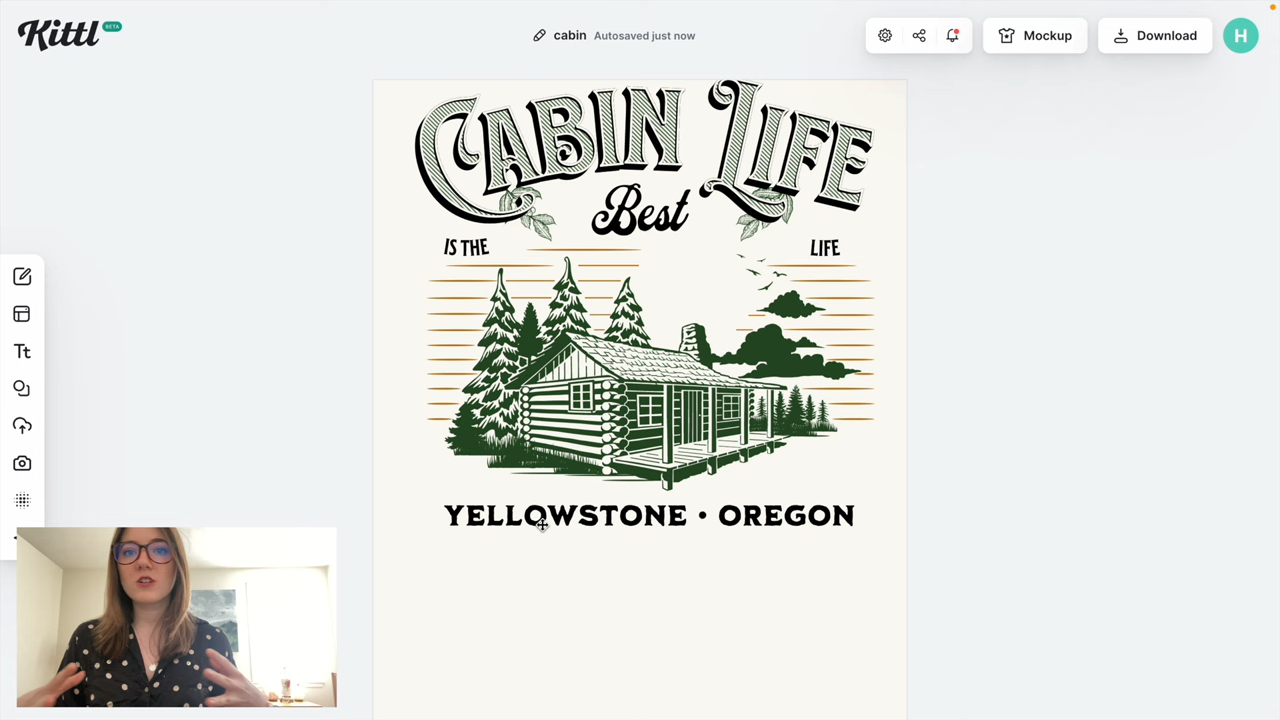 Kittl BETA
cabin Autosaved just now
Mockup
Download
H
CABIN LIFE
Best
IS THE LIFE
Tt
YELLOWSTONE • OREGON